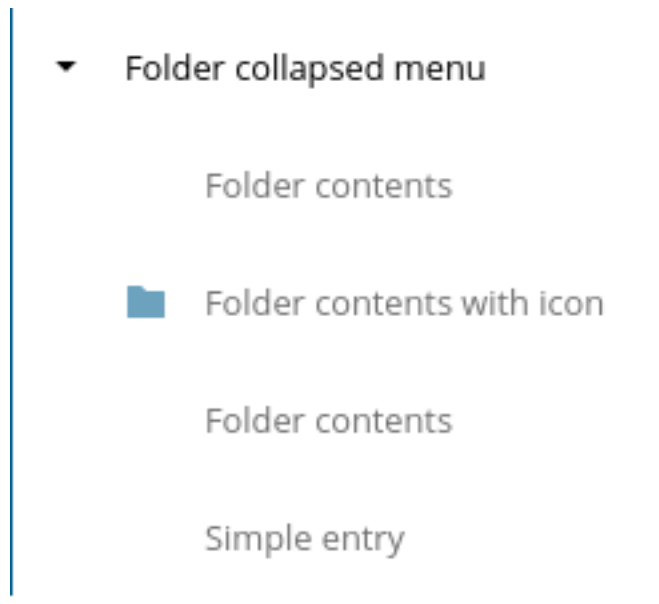 Folder collapsed menu
Folder contents
Folder contents with icon
Folder contents
Simple entry